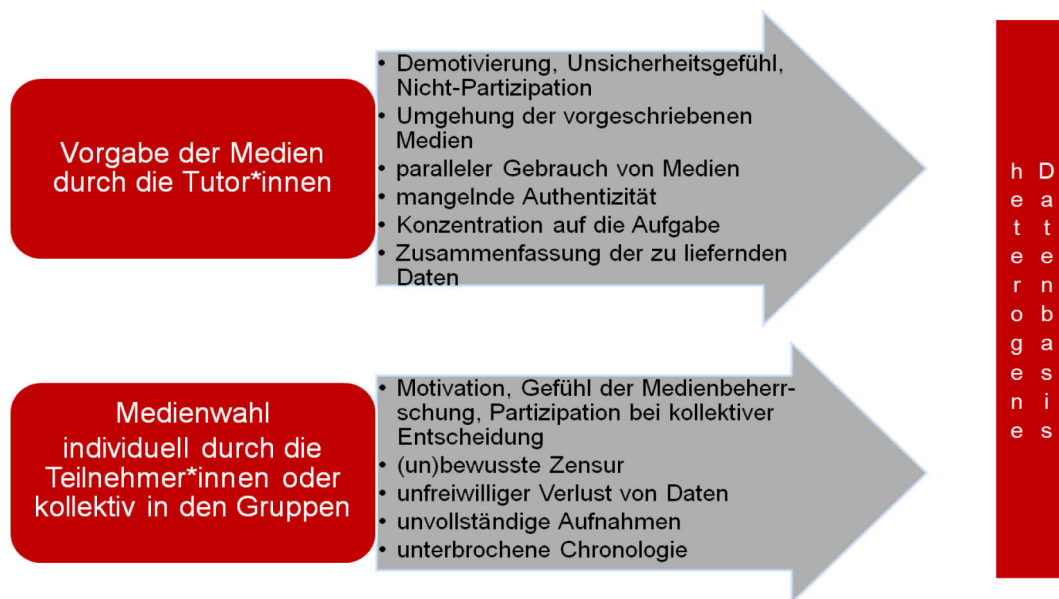 Vorgabe der Medien
durch die Tutor*innen
• Demotivierung, Unsicherheitsgefühl,
Nicht-Partizipation
• Umgehung der vorgeschriebenen
Medien
• paralleler Gebrauch von Medien
• mangelnde Authentizität
• Konzentration auf die Aufgabe
• Zusammenfassung der zu liefernden
Daten
Medienwahl
individuell durch die
Teilnehmer*innen oder
kollektiv in den Gruppen
• Motivation, Gefühl der Medienbeherr-
schung, Partizipation bei kollektiver
Entscheidung
• (un)bewusste Zensur
• unfreiwilliger Verlust von Daten
• unvollständige Aufnahmen
• unterbrochene Chronologie
heterogene
Datenbasis